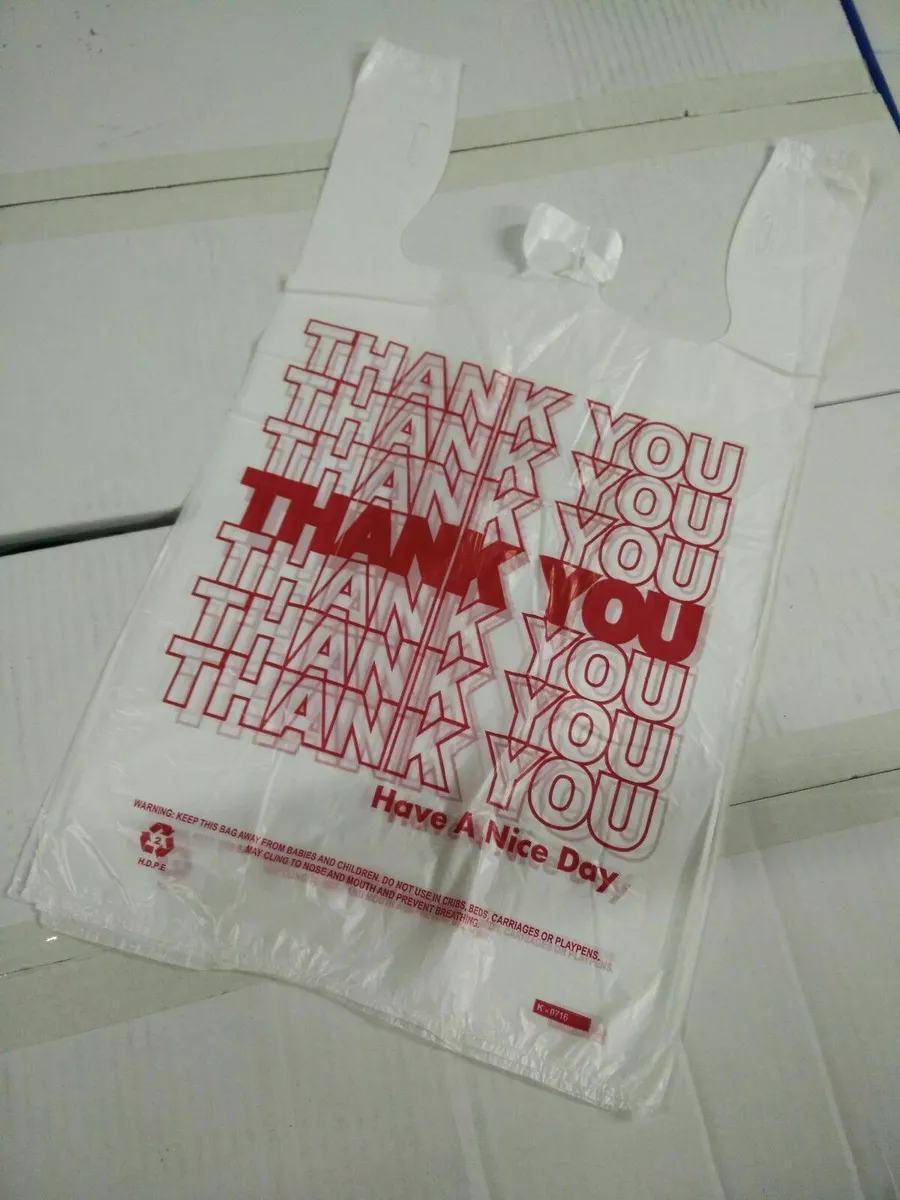 THANK YOU
THANK YOU
THANK YOU
THANK YOU
THANK YOU
THANK YOU
THANK YOU
Have A Nice Day
WARNING: KEEP THIS BAG AWAY FROM BABIES AND CHILDREN. DO NOT USE IN CRIBS, BEDS, CARRIAGES OR PLAYPENS.
MAY CLING TO NOSE AND MOUTH AND PREVENT BREATHING.
2
H.D.P.E
K-0716